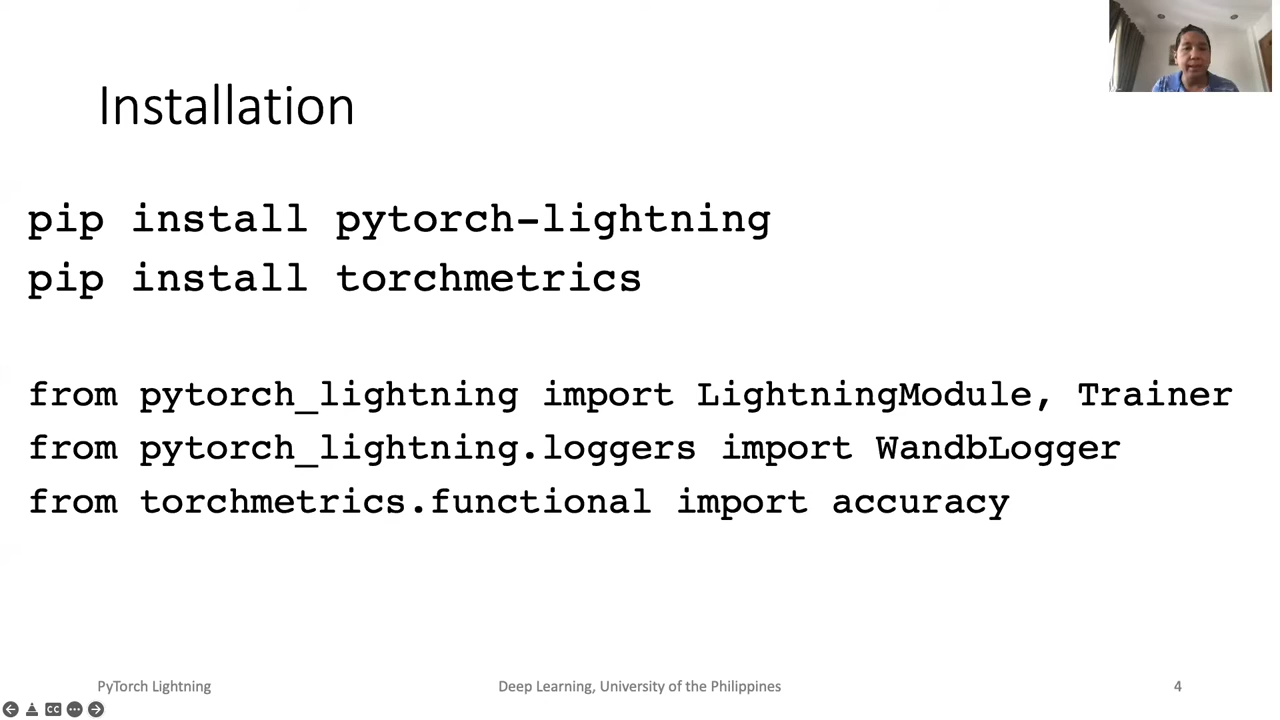 Installation
pip install pytorch-lightning
pip install torchmetrics
from pytorch_lightning import LightningModule, Trainer
from pytorch_lightning.loggers import WandbLogger
from torchmetrics.functional import accuracy
PyTorch Lightning
Deep Learning, University of the Philippines
4
CC